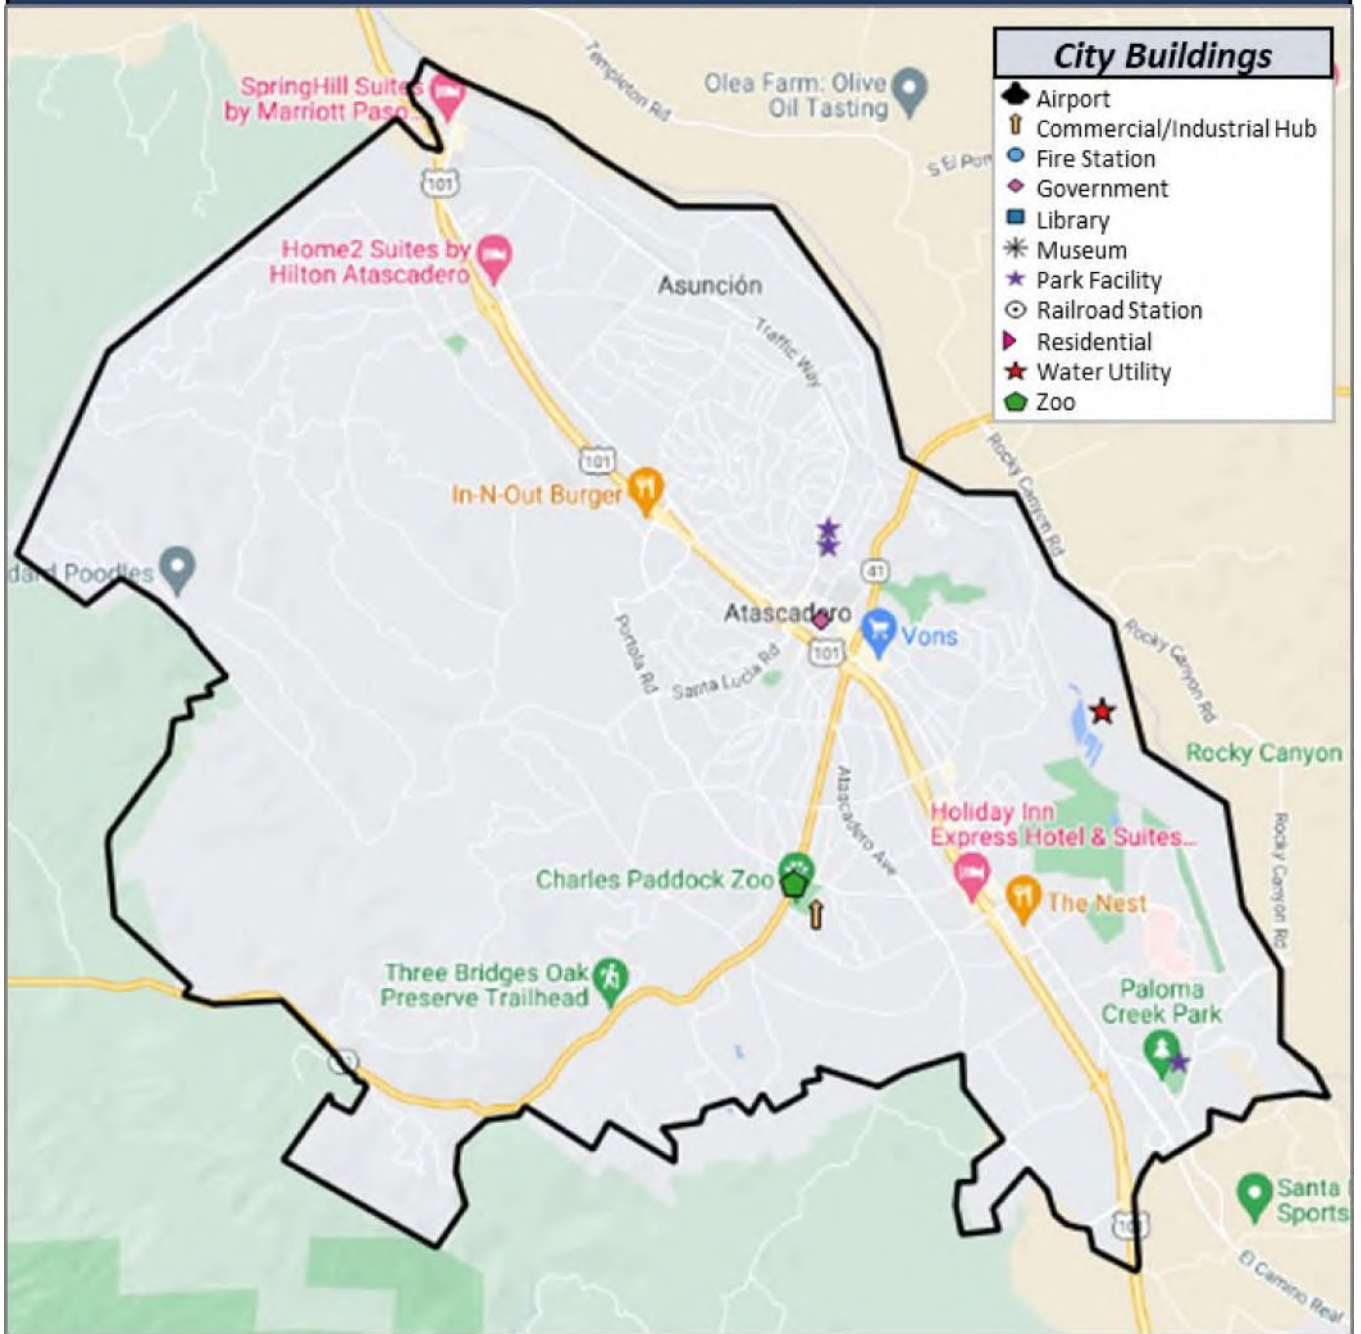 City Buildings
Airport
Commercial/Industrial Hub
Fire Station
Government
Library
Museum
Park Facility
Railroad Station
Residential
Water Utility
Zoo
SpringHill Suites
by Marriott Paso...
Templeton Rd
Olea Farm: Olive
Oil Tasting
S El Pom
101
Home2 Suites by
Hilton Atascadero
Asunción
Traffic Way
101
In-N-Out Burger
Rocky Canyon Rd
dard Poodles
41
Atascadero
Vons
101
Portola Rd
Santa Lucia Rd
Rocky Canyon Rd
Rocky Canyon
Atascadero Ave
Holiday Inn
Express Hotel & Suites...
Rocky Canyon Rd
Charles Paddock Zoo
The Nest
Three Bridges Oak
Preserve Trailhead
Paloma
Creek Park
Santa
Sports
101
El Camino Real